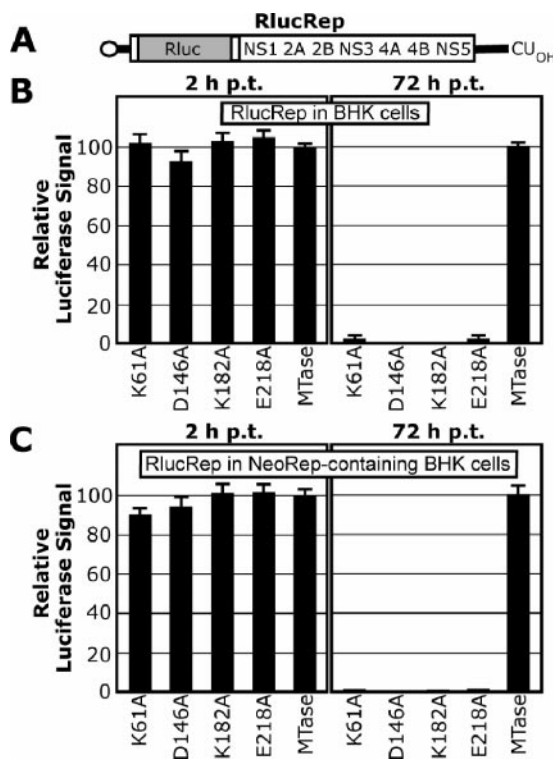 RlucRep
A
Rluc NS1 2A 2B NS3 4A 4B NS5 CU_OH
2 h p.t. 72 h p.t.
B
RlucRep in BHK cells
Relative
Luciferase Signal
100
80
60
40
20
0
K61A D146A K182A E218A MTase K61A D146A K182A E218A MTase
C
2 h p.t. 72 h p.t.
RlucRep in NeoRep-containing BHK cells
Relative
Luciferase Signal
100
80
60
40
20
0
K61A D146A K182A E218A MTase K61A D146A K182A E218A MTase